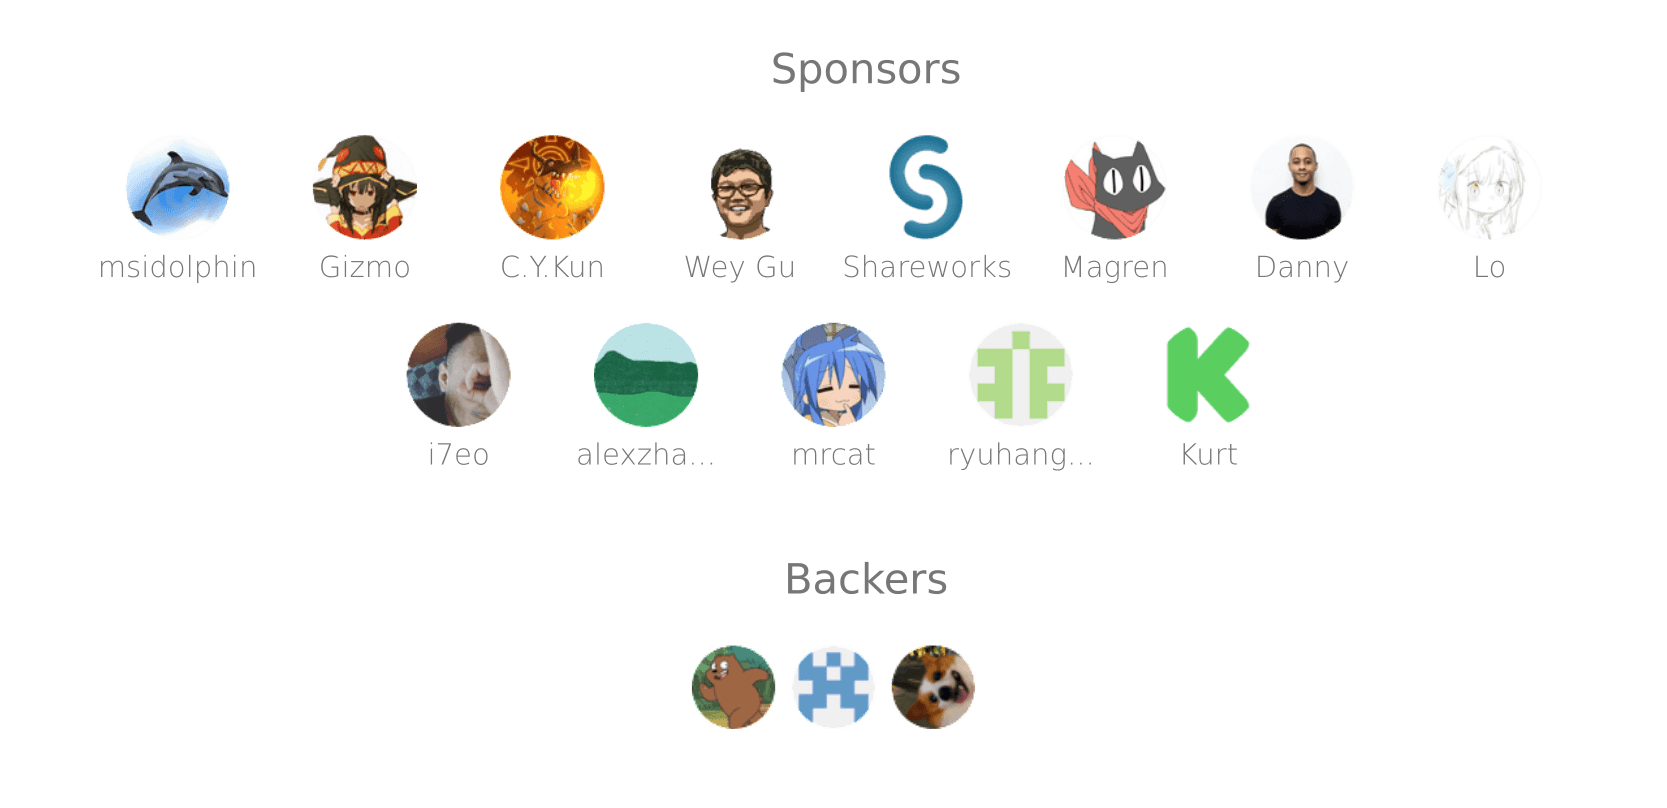 Sponsors
msidolphin Gizmo C.Y.Kun Wey Gu Shareworks Magren Danny Lo
i7eo alexzha... mrcat ryuhang... Kurt
Backers